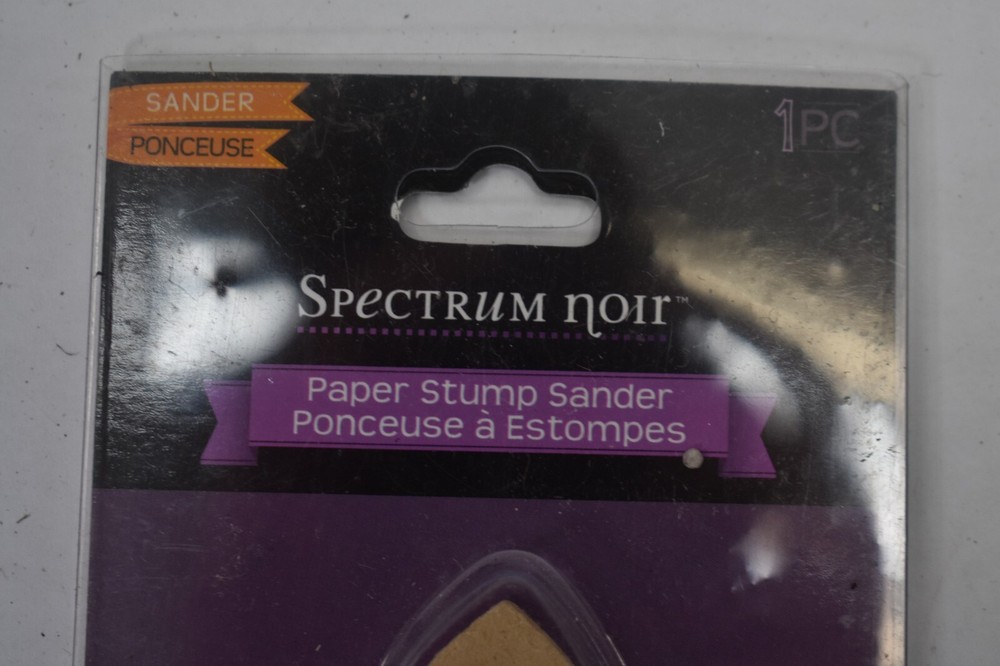 SANDER
PONCEUSE
1PC
SPECTRUM NOIR™
Paper Stump Sander
Ponceuse à Estompes